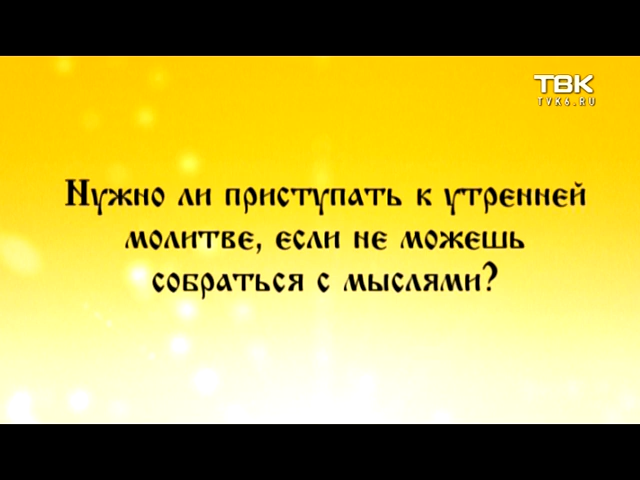 ТВК
TVK6.RU
Нужно ли приступать к утренней
молитве, если не можешь
собраться с мыслями?